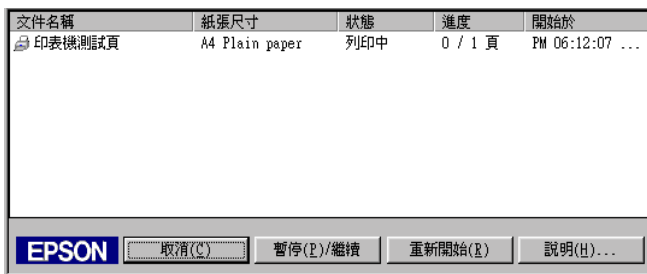 文件名稱 紙張尺寸 狀態 進度 開始於
印表機測試頁 A4 Plain paper 列印中 0 / 1 頁 PM 06:12:07 ...
EPSON 取消(C) 暫停(P)/繼續 重新開始(R) 說明(H)...